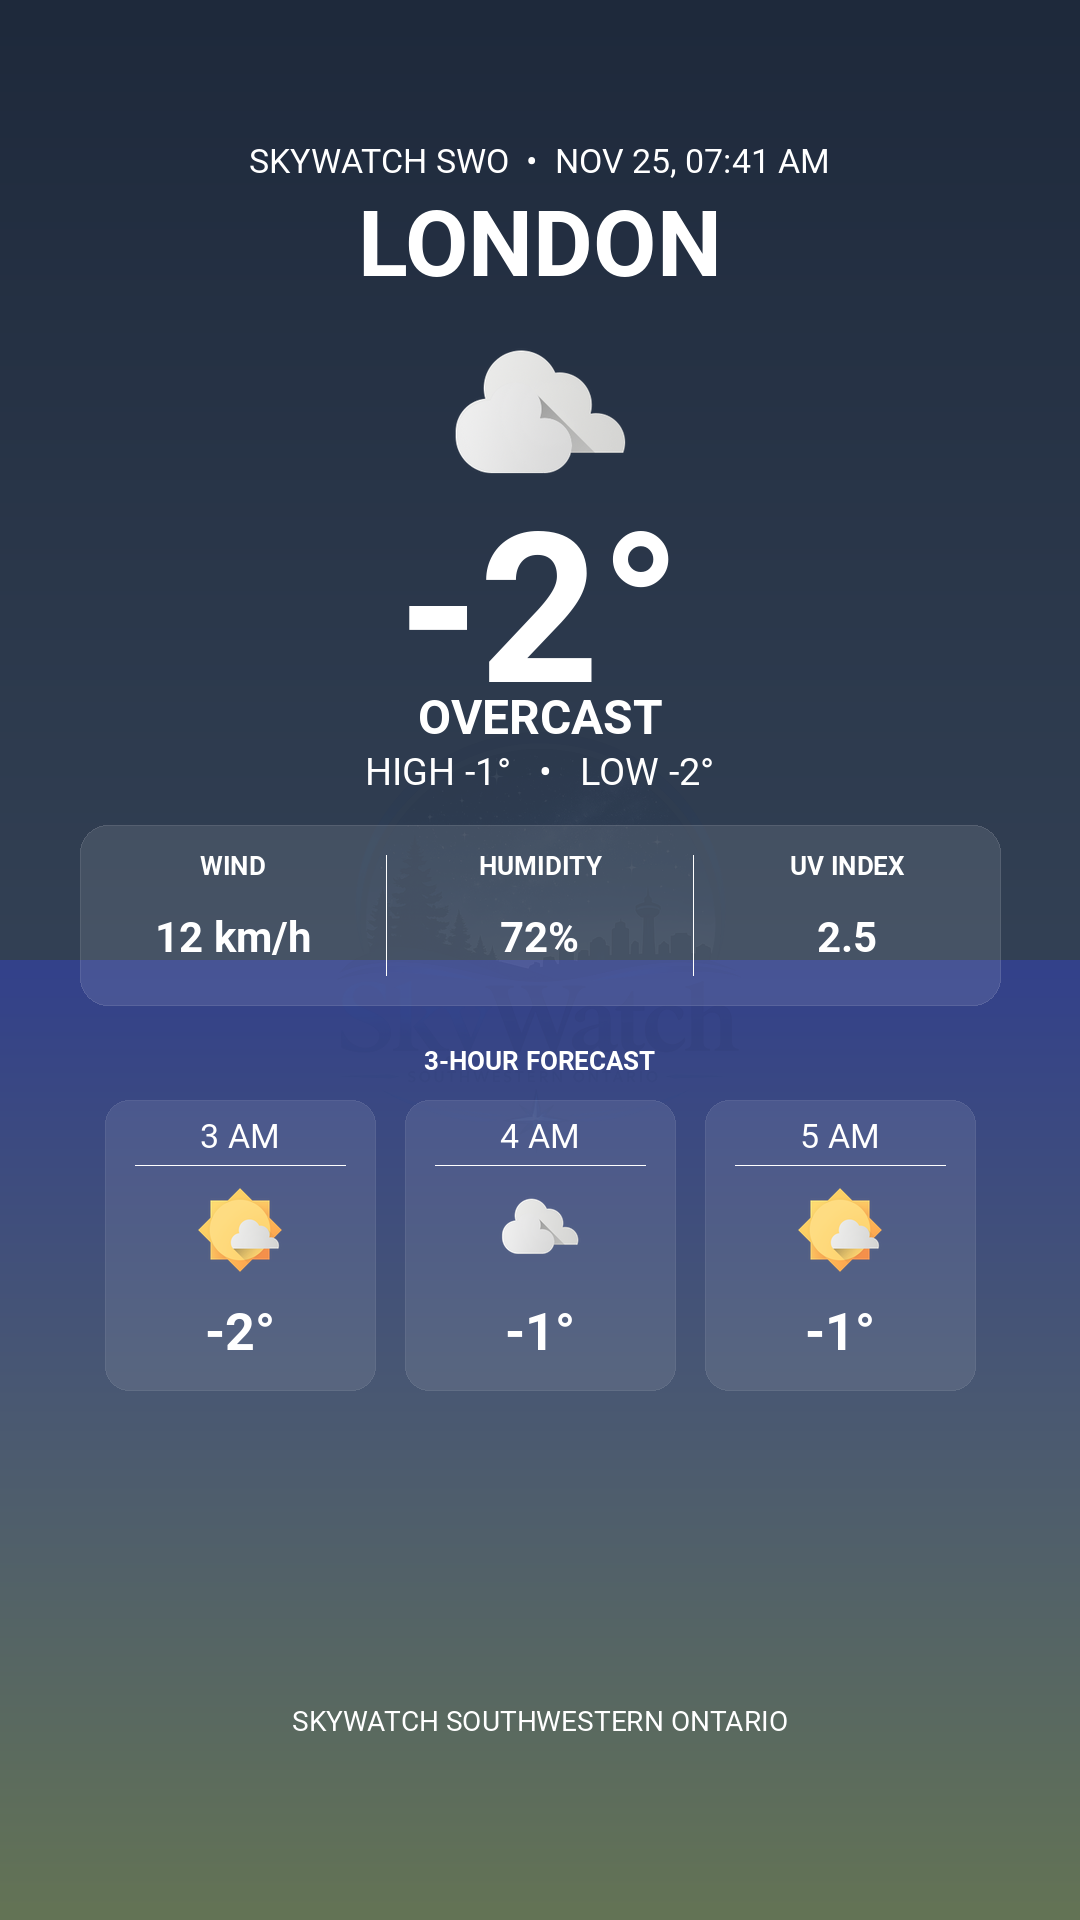 SKYWATCH SWO • NOV 25, 07:41 AM
LONDON
-2°
OVERCAST
HIGH -1° • LOW -2°
WIND HUMIDITY UV INDEX
12 km/h 72% 2.5
SkyWatch
3-HOUR FORECAST
3 AM 4 AM 5 AM
-2° -1° -1°
SKYWATCH SOUTHWESTERN ONTARIO